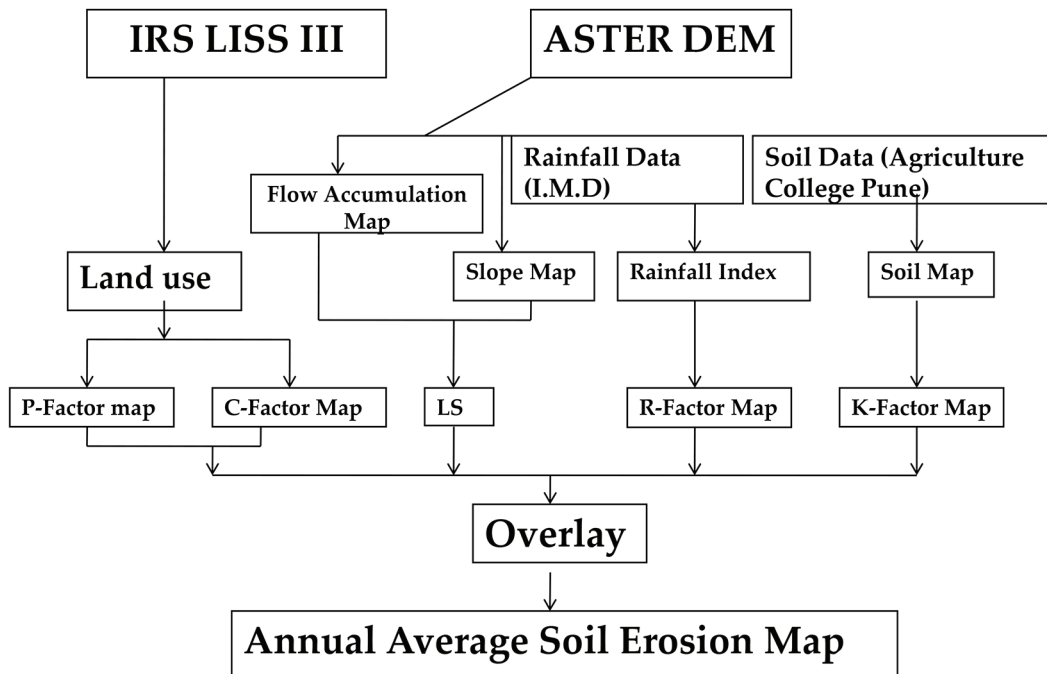 IRS LISS III
ASTER DEM
Rainfall Data
(I.M.D)
Soil Data (Agriculture
College Pune)
Flow Accumulation
Map
Land use
Slope Map
Rainfall Index
Soil Map
P-Factor map
C-Factor Map
LS
R-Factor Map
K-Factor Map
Overlay
Annual Average Soil Erosion Map